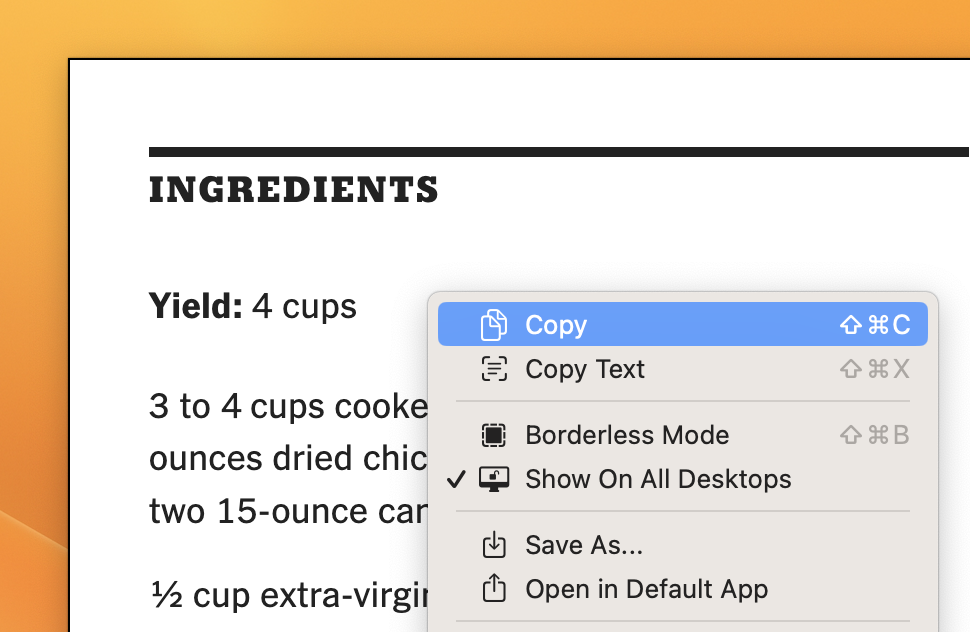 INGREDIENTS
Yield: 4 cups
Copy ⇧⌘C
Copy Text ⇧⌘X
3 to 4 cups cooke
Borderless Mode ⇧⌘B
ounces dried chic
✓ Show On All Desktops
two 15-ounce can
Save As...
½ cup extra-virgin
Open in Default App